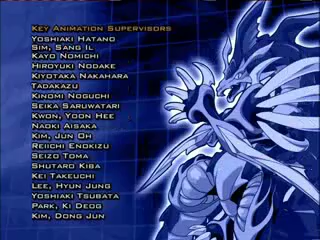 Key Animation Supervisors
Yoshiaki Hatano
Sim, Sang Il
Kayo Nomichi
Hiroyuki Nodake
Kiyotaka Nakahara
Tadakazu
Kinomi Noguchi
Seika Saruwatari
Kwon, Yoon Hee
Naoki Aisaka
Kim, Jun Oh
Reiichi Enokizu
Seizo Toma
Shutaro Kiba
Kei Takeuchi
Lee, Hyun Jung
Yoshiaki Tsubata
Park, Ki Deog
Kim, Dong Jun